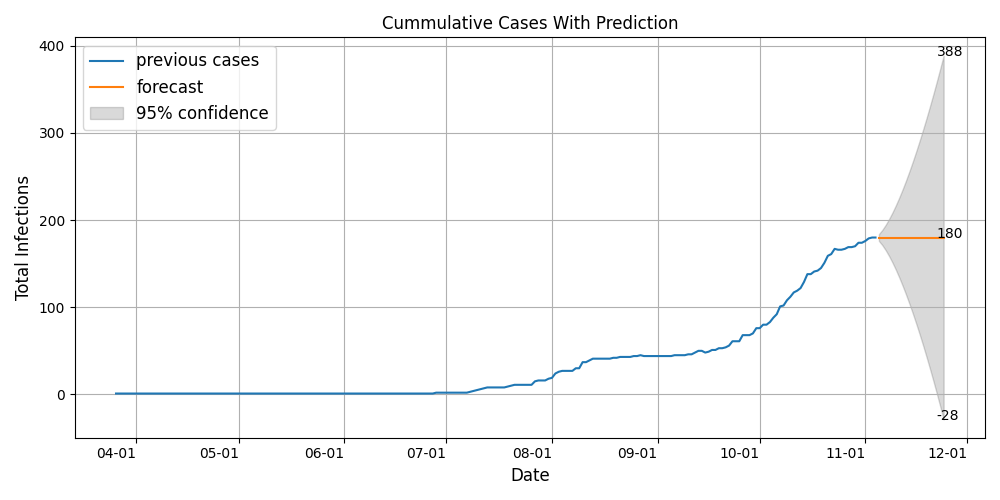 Cummulative Cases With Prediction
400
300
200
100
0
Total Infections
previous cases
forecast
95% confidence
388
180
-28
04-01 05-01 06-01 07-01 08-01 09-01 10-01 11-01 12-01
Date